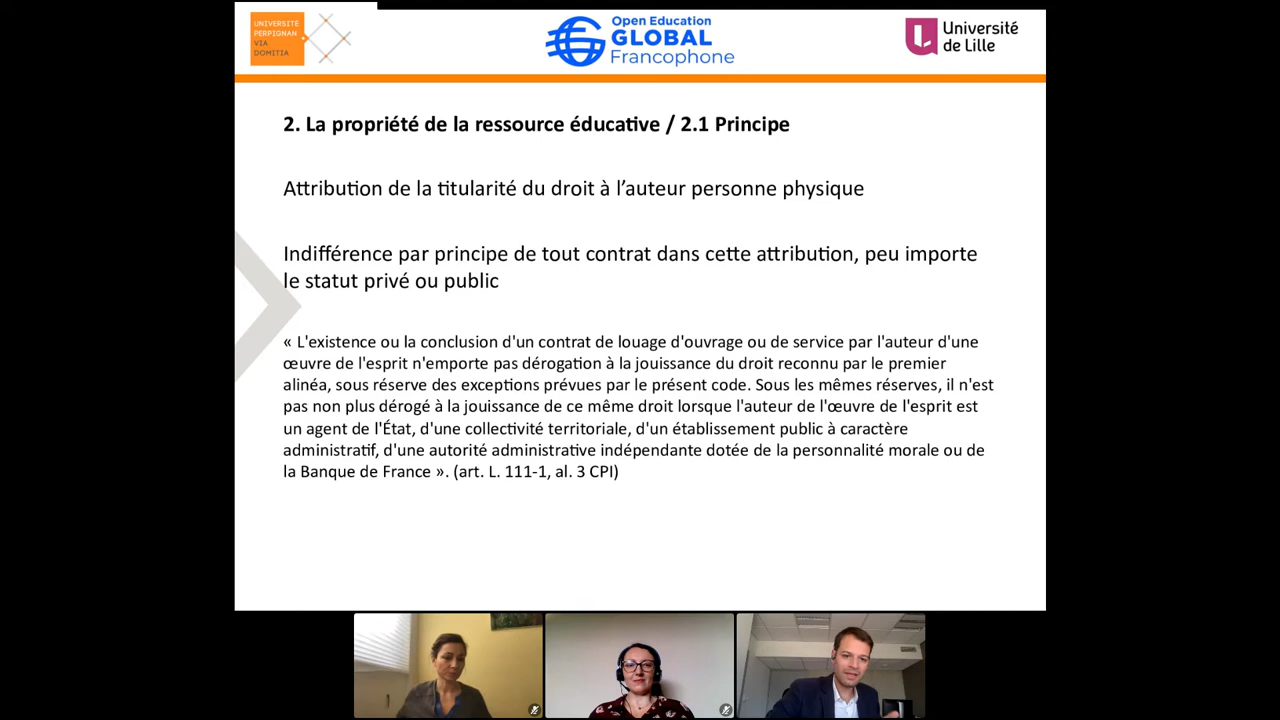 UNIVERSITÉ
PERPIGNAN
VIA
DOMITIA
Open Education
GLOBAL
Francophone
Université
de Lille
2. La propriété de la ressource éducative / 2.1 Principe
Attribution de la titularité du droit à l’auteur personne physique
Indifférence par principe de tout contrat dans cette attribution, peu importe
le statut privé ou public
« L'existence ou la conclusion d'un contrat de louage d'ouvrage ou de service par l'auteur d'une
œuvre de l'esprit n'emporte pas dérogation à la jouissance du droit reconnu par le premier
alinéa, sous réserve des exceptions prévues par le présent code. Sous les mêmes réserves, il n'est
pas non plus dérogé à la jouissance de ce même droit lorsque l'auteur de l'œuvre de l'esprit est
un agent de l'État, d'une collectivité territoriale, d'un établissement public à caractère
administratif, d'une autorité administrative indépendante dotée de la personnalité morale ou de
la Banque de France ». (art. L. 111-1, al. 3 CPI)